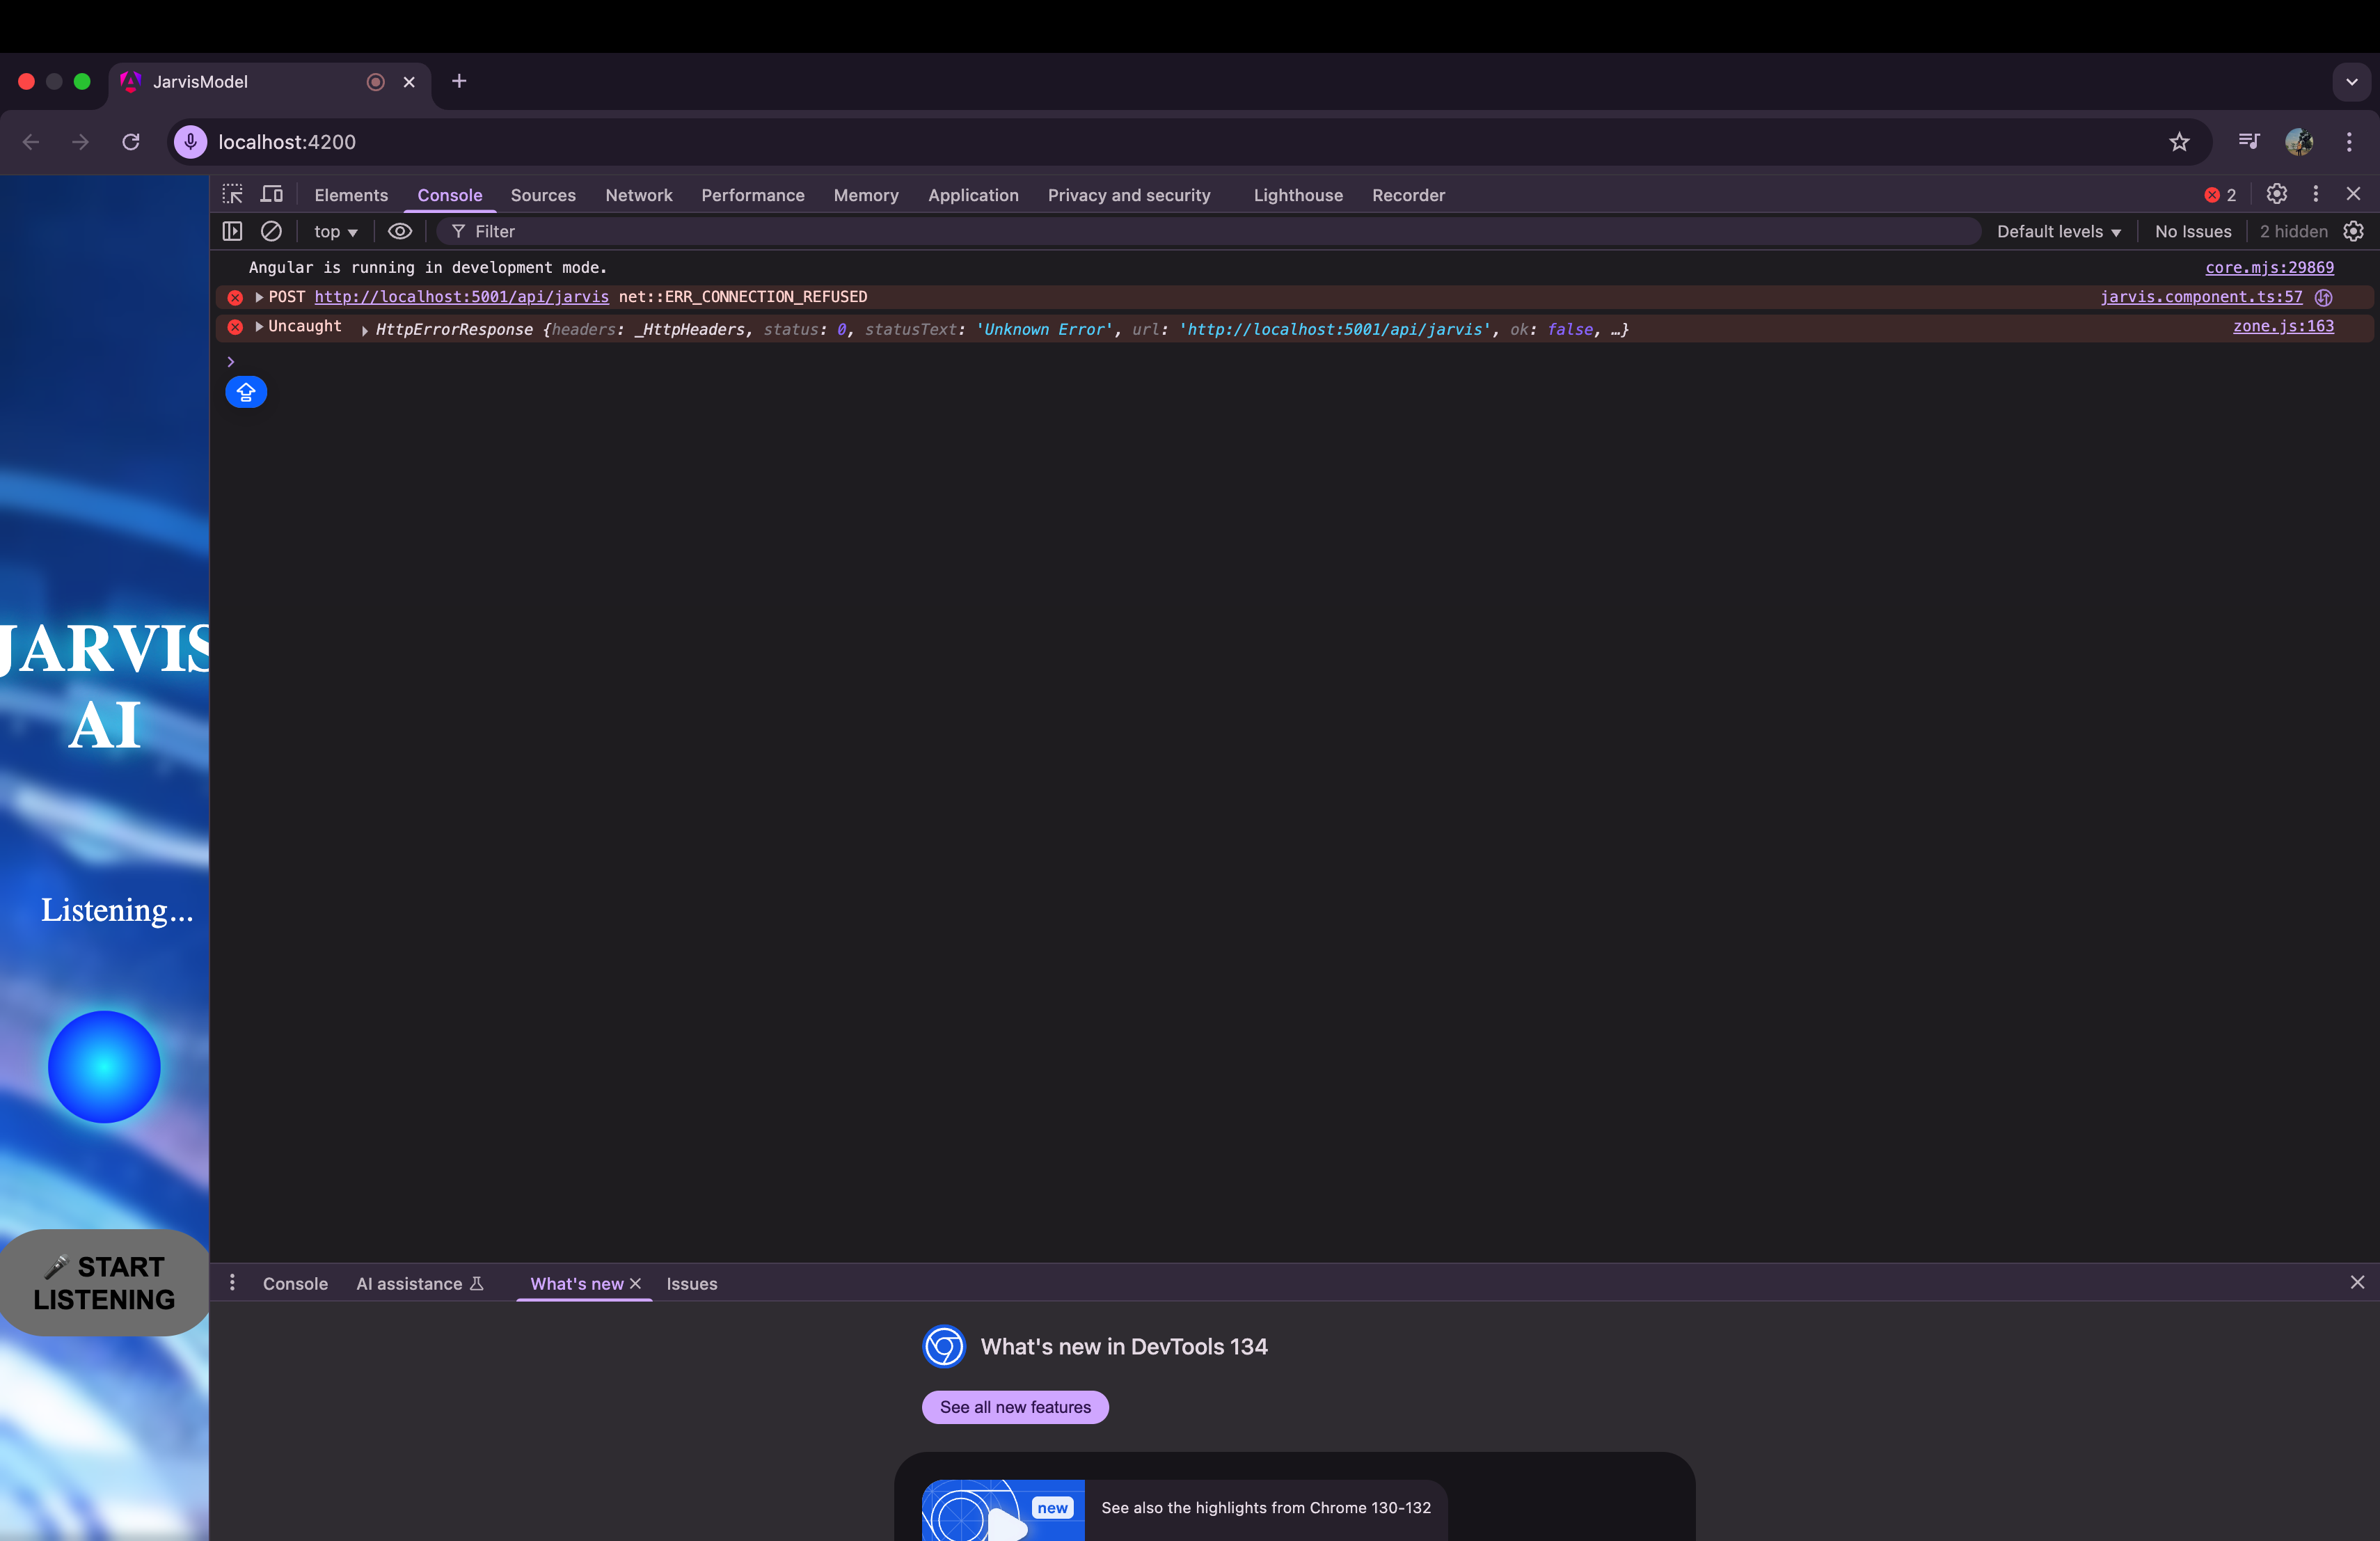 JarvisModel
localhost:4200
Elements Console Sources Network Performance Memory Application Privacy and security Lighthouse Recorder 2
top Filter Default levels No Issues 2 hidden
Angular is running in development mode. core.mjs:29869
POST http://localhost:5001/api/jarvis net::ERR_CONNECTION_REFUSED jarvis.component.ts:57
Uncaught HttpErrorResponse {headers: _HttpHeaders, status: 0, statusText: 'Unknown Error', url: 'http://localhost:5001/api/jarvis', ok: false, …} zone.js:163
JARVIS
AI
Listening...
START
LISTENING
Console AI assistance What's new Issues
What's new in DevTools 134
See all new features
new
See also the highlights from Chrome 130-132